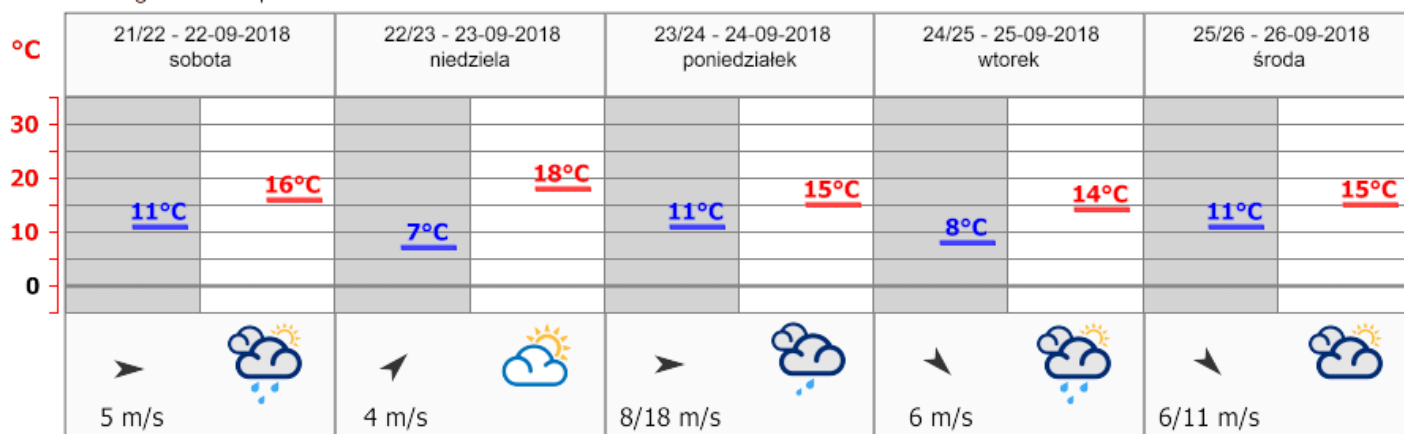 °C
21/22 - 22-09-2018
sobota
22/23 - 23-09-2018
niedziela
23/24 - 24-09-2018
poniedziałek
24/25 - 25-09-2018
wtorek
25/26 - 26-09-2018
środa
30
20
10
0
11°C
16°C
7°C
18°C
11°C
15°C
8°C
14°C
11°C
15°C
5 m/s
4 m/s
8/18 m/s
6 m/s
6/11 m/s